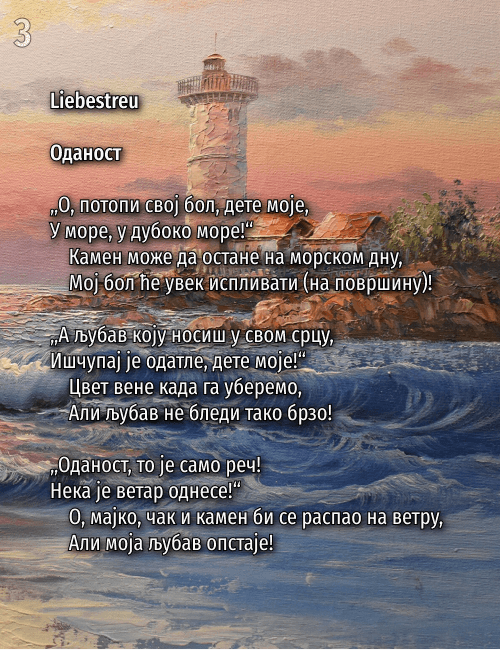 3
Liebestreu
Оданост
„О, потопи свој бол, дете моје,
У море, у дубоко море!“
Камен може да остане на морском дну,
Мој бол ће увек испливати (на површину)!
„А љубав коју носиш у свом срцу,
Ишчупај је одатле, дете моје!“
Цвет вене када га уберемо,
Али љубав не бледи тако брзо!
„Оданост, то је само реч!
Нека је ветар однесе!“
О, мајко, чак и камен би се распао на ветру,
Али моја љубав опстаје!